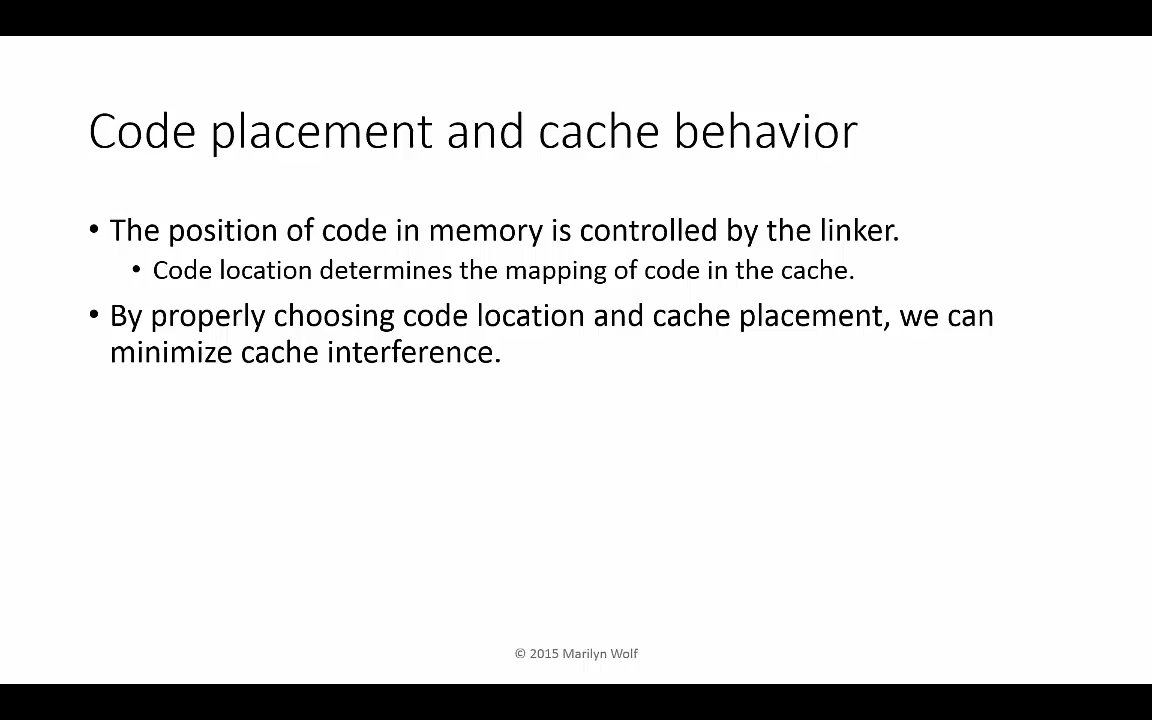 Code placement and cache behavior
• The position of code in memory is controlled by the linker.
• Code location determines the mapping of code in the cache.
• By properly choosing code location and cache placement, we can
minimize cache interference.
© 2015 Marilyn Wolf